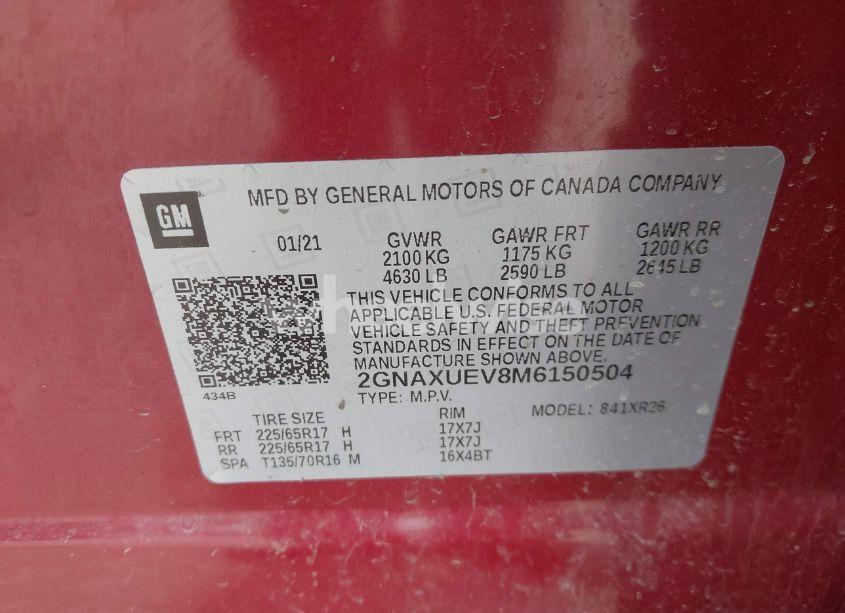 GM
MFD BY GENERAL MOTORS OF CANADA COMPANY
01/21 GVWR GAWR FRT GAWR RR
2100 KG 1175 KG 1200 KG
4630 LB 2590 LB 2645 LB
THIS VEHICLE CONFORMS TO ALL
APPLICABLE U.S. FEDERAL MOTOR
VEHICLE SAFETY AND THEFT PREVENTION
STANDARDS IN EFFECT ON THE DATE OF
MANUFACTURE SHOWN ABOVE.
2GNAXUEV8M6150504
434B
TYPE: M.P.V. MODEL: 841XR26
TIRE SIZE RIM
FRT 225/65R17 H 17X7J
RR 225/65R17 H 17X7J
SPA T135/70R16 M 16X4BT